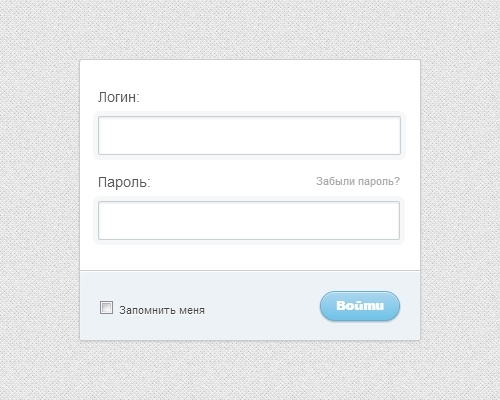 Логин:
Пароль:
Забыли пароль?
Запомнить меня
Войти